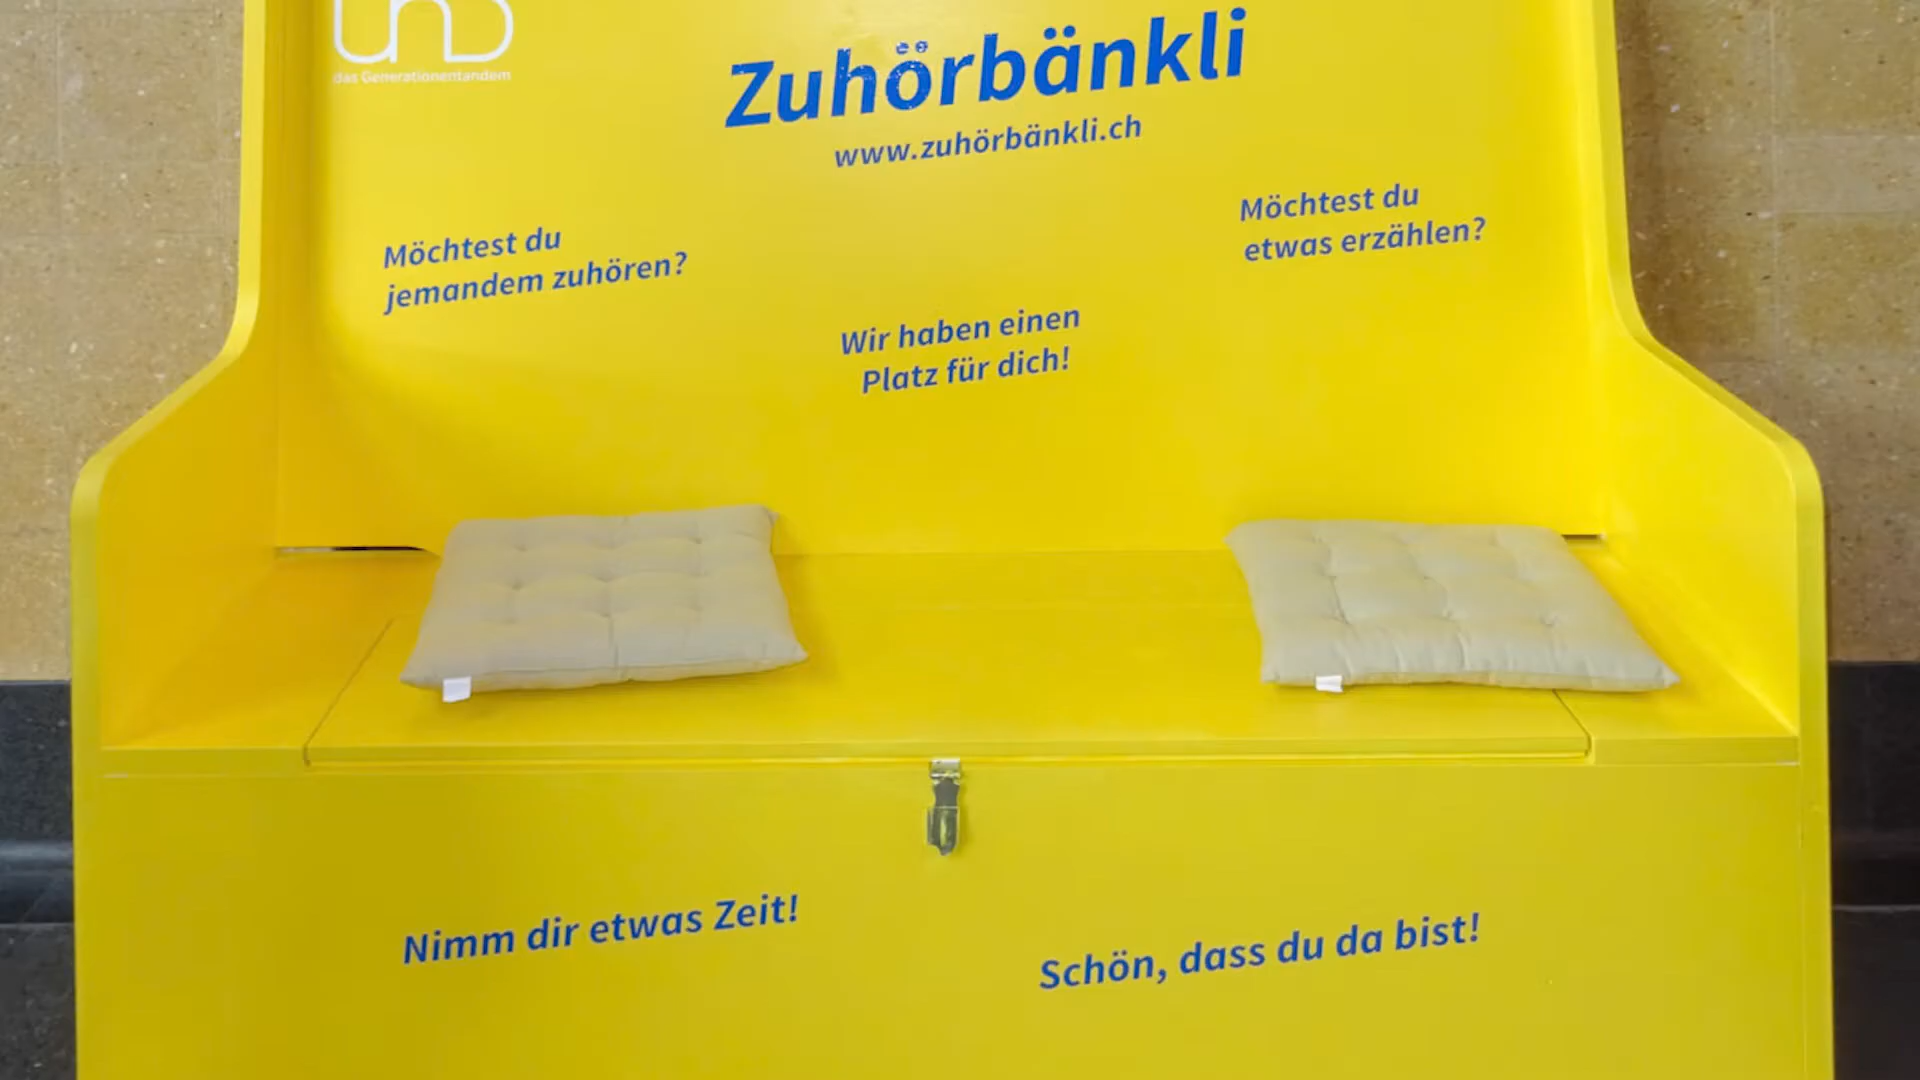 und
das Generationentandem
Zuhörbänkli
www.zuhörbänkli.ch
Möchtest du
jemandem zuhören?
Möchtest du
etwas erzählen?
Wir haben einen
Platz für dich!
Nimm dir etwas Zeit!
Schön, dass du da bist!